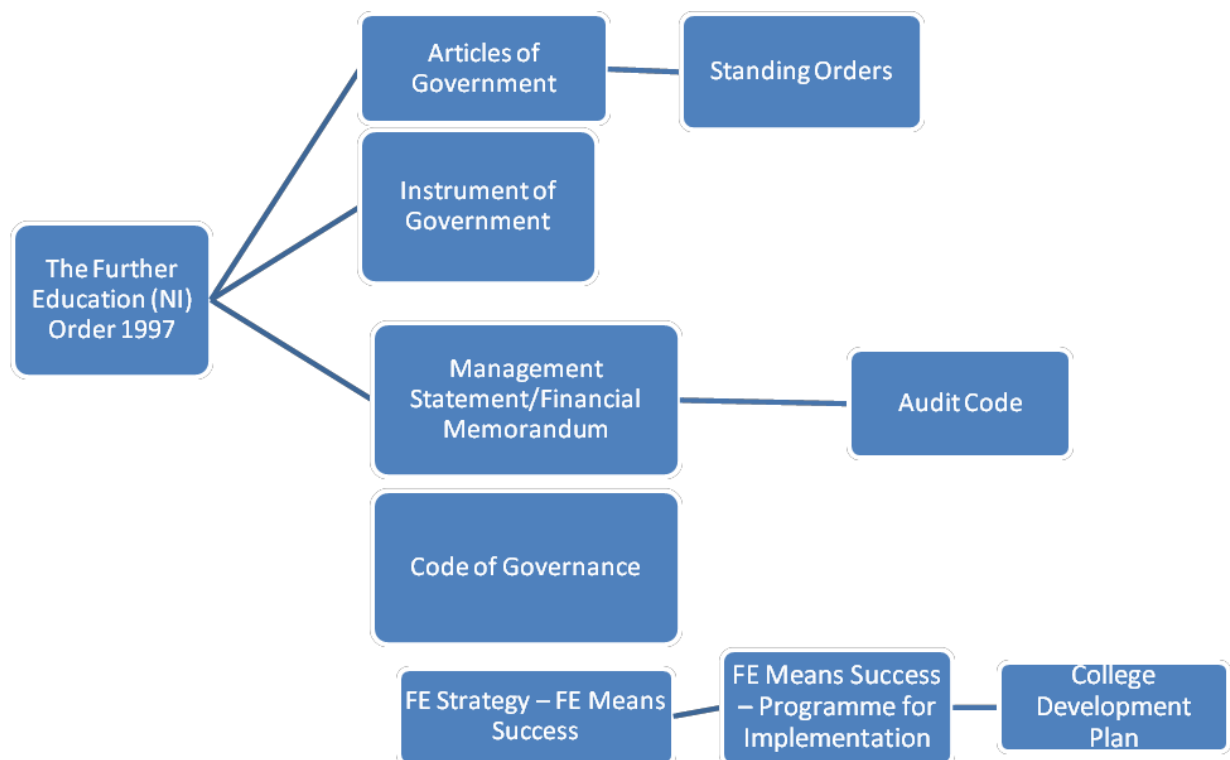 Articles of
Government
Standing Orders
Instrument of
Government
The Further
Education (NI)
Order 1997
Management
Statement/Financial
Memorandum
Audit Code
Code of Governance
FE Strategy – FE Means
Success
FE Means Success
– Programme for
Implementation
College
Development
Plan